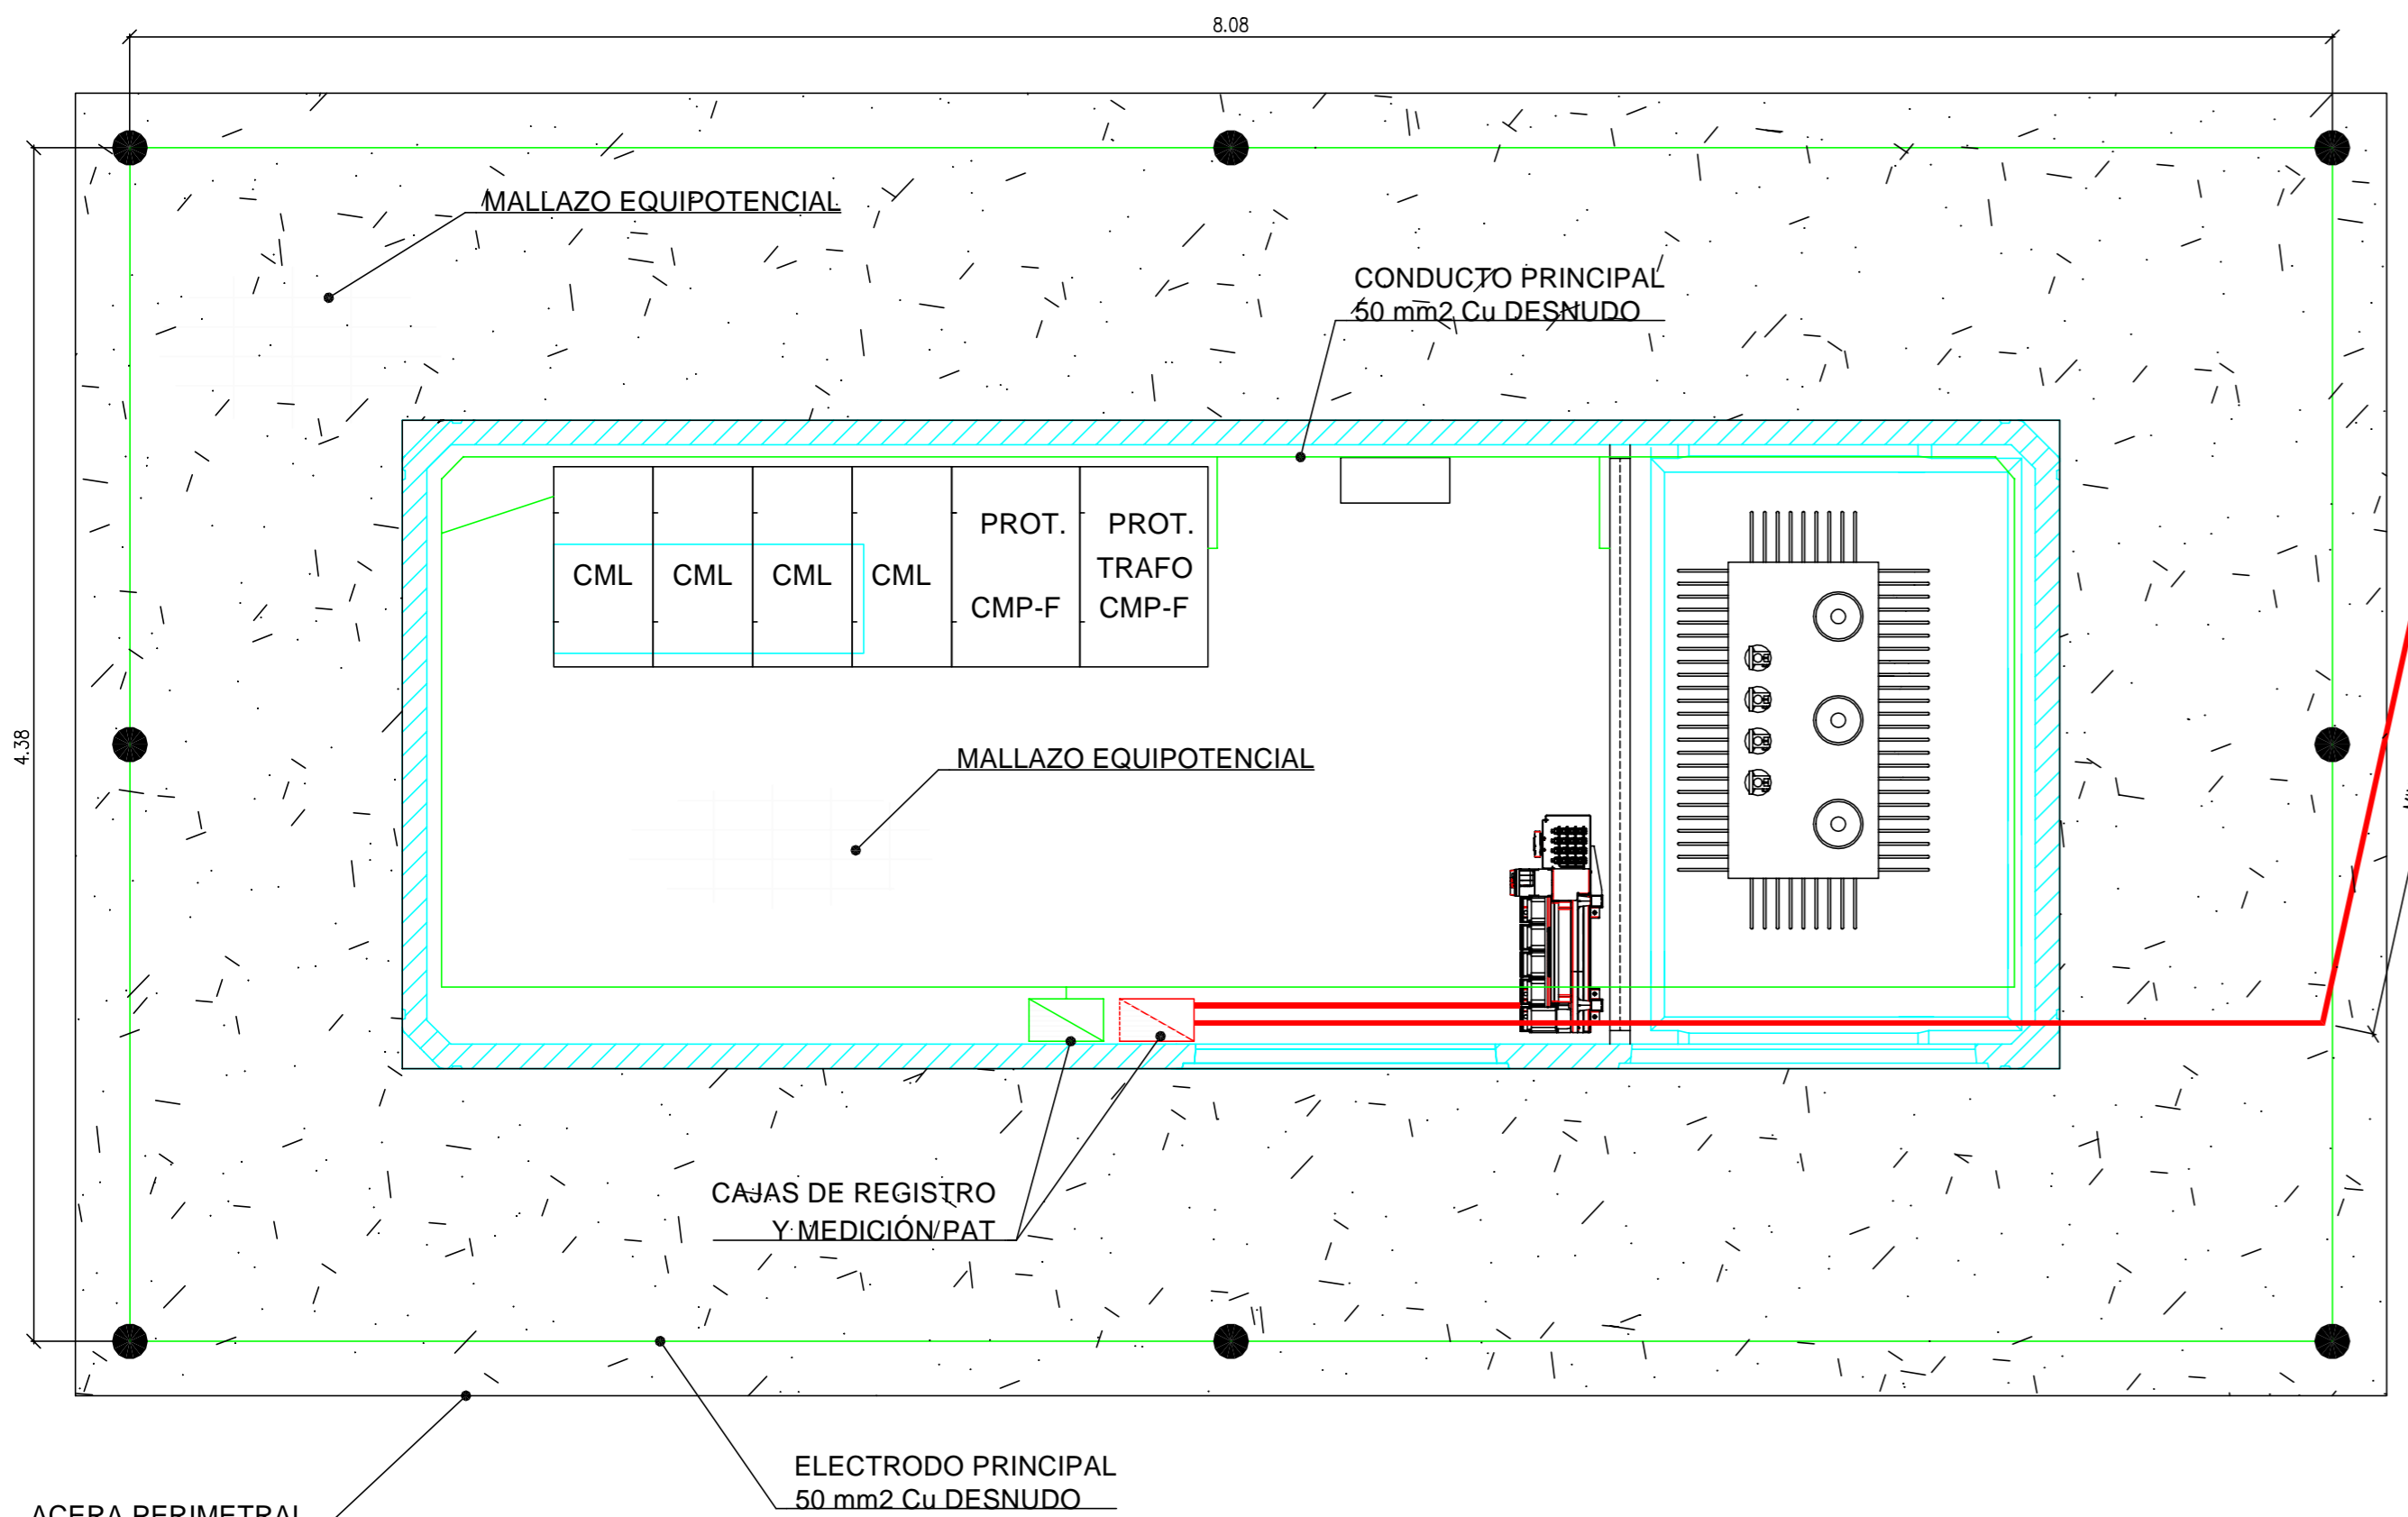 8.08
MALLAZO EQUIPOTENCIAL
CONDUCTO PRINCIPAL
50 mm2 Cu DESNUDO
PROT.
PROT.
TRAFO
CML
CML
CML
CML
CMP-F
CMP-F
4.38
MALLAZO EQUIPOTENCIAL
CAJAS DE REGISTRO
Y MEDICIÓN PAT
ELECTRODO PRINCIPAL
50 mm2 Cu DESNUDO
ACERA PERIMETRAL